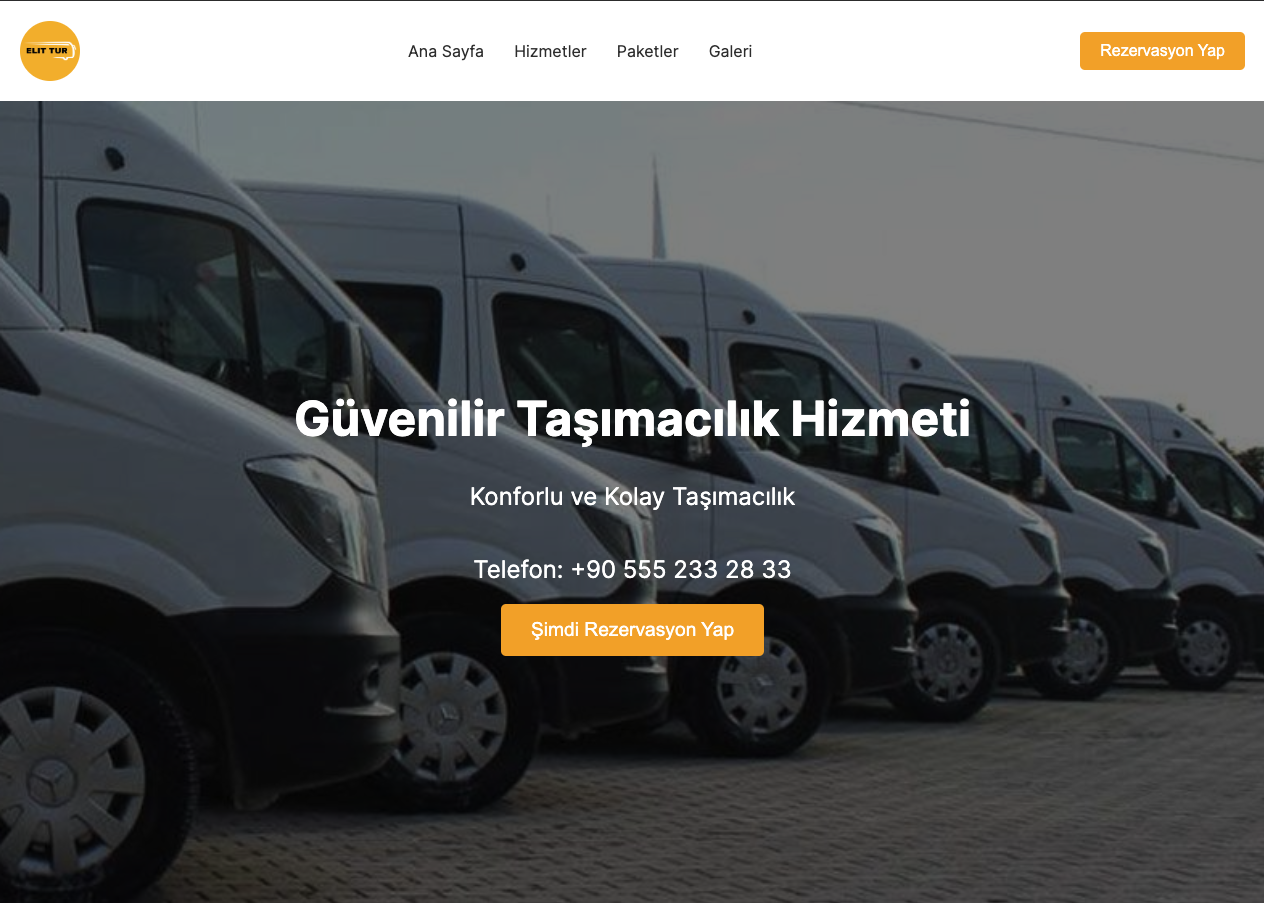 ELIT TUR
Ana Sayfa Hizmetler Paketler Galeri
Rezervasyon Yap
Güvenilir Taşımacılık Hizmeti
Konforlu ve Kolay Taşımacılık
Telefon: +90 555 233 28 33
Şimdi Rezervasyon Yap